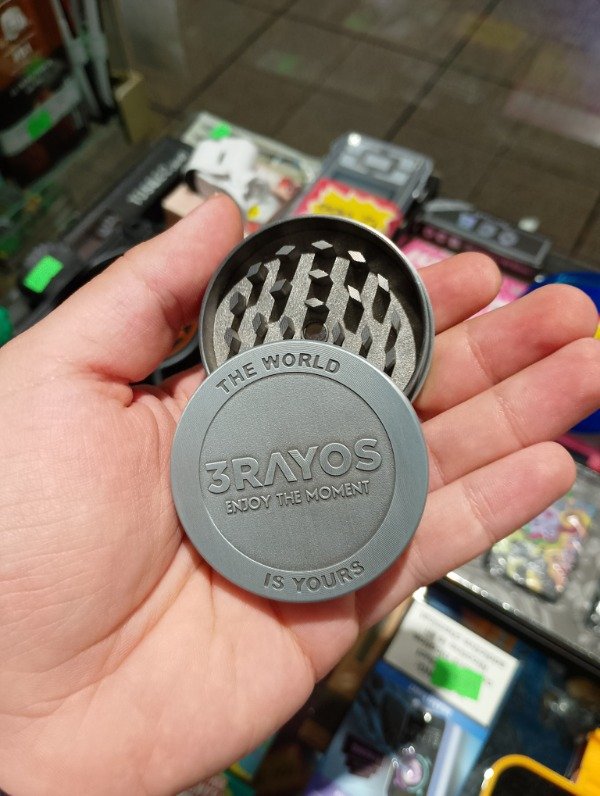 THE WORLD
3RAYOS
ENJOY THE MOMENT
IS YOURS